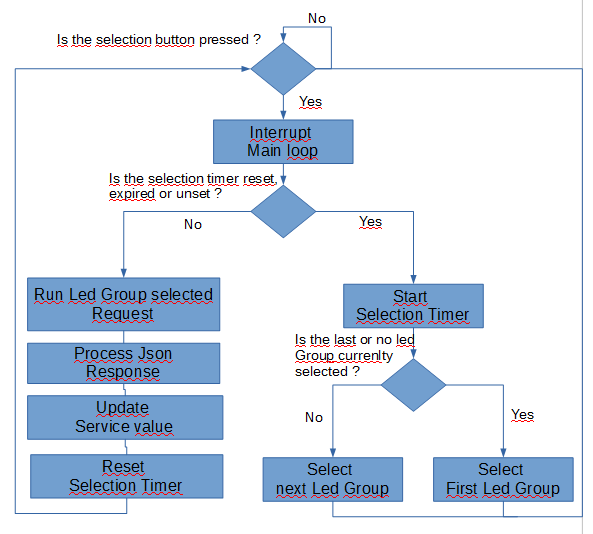 No
Is the selection button pressed ?
Yes
Interrupt
Main loop
Is the selection timer reset,
expired or unset ?
No
Yes
Run Led Group selected
Request
Start
Selection Timer
Is the last or no led
Group currenlty
selected ?
Process Json
Response
Update
Service value
No
Yes
Reset
Selection Timer
Select
next Led Group
Select
First Led Group